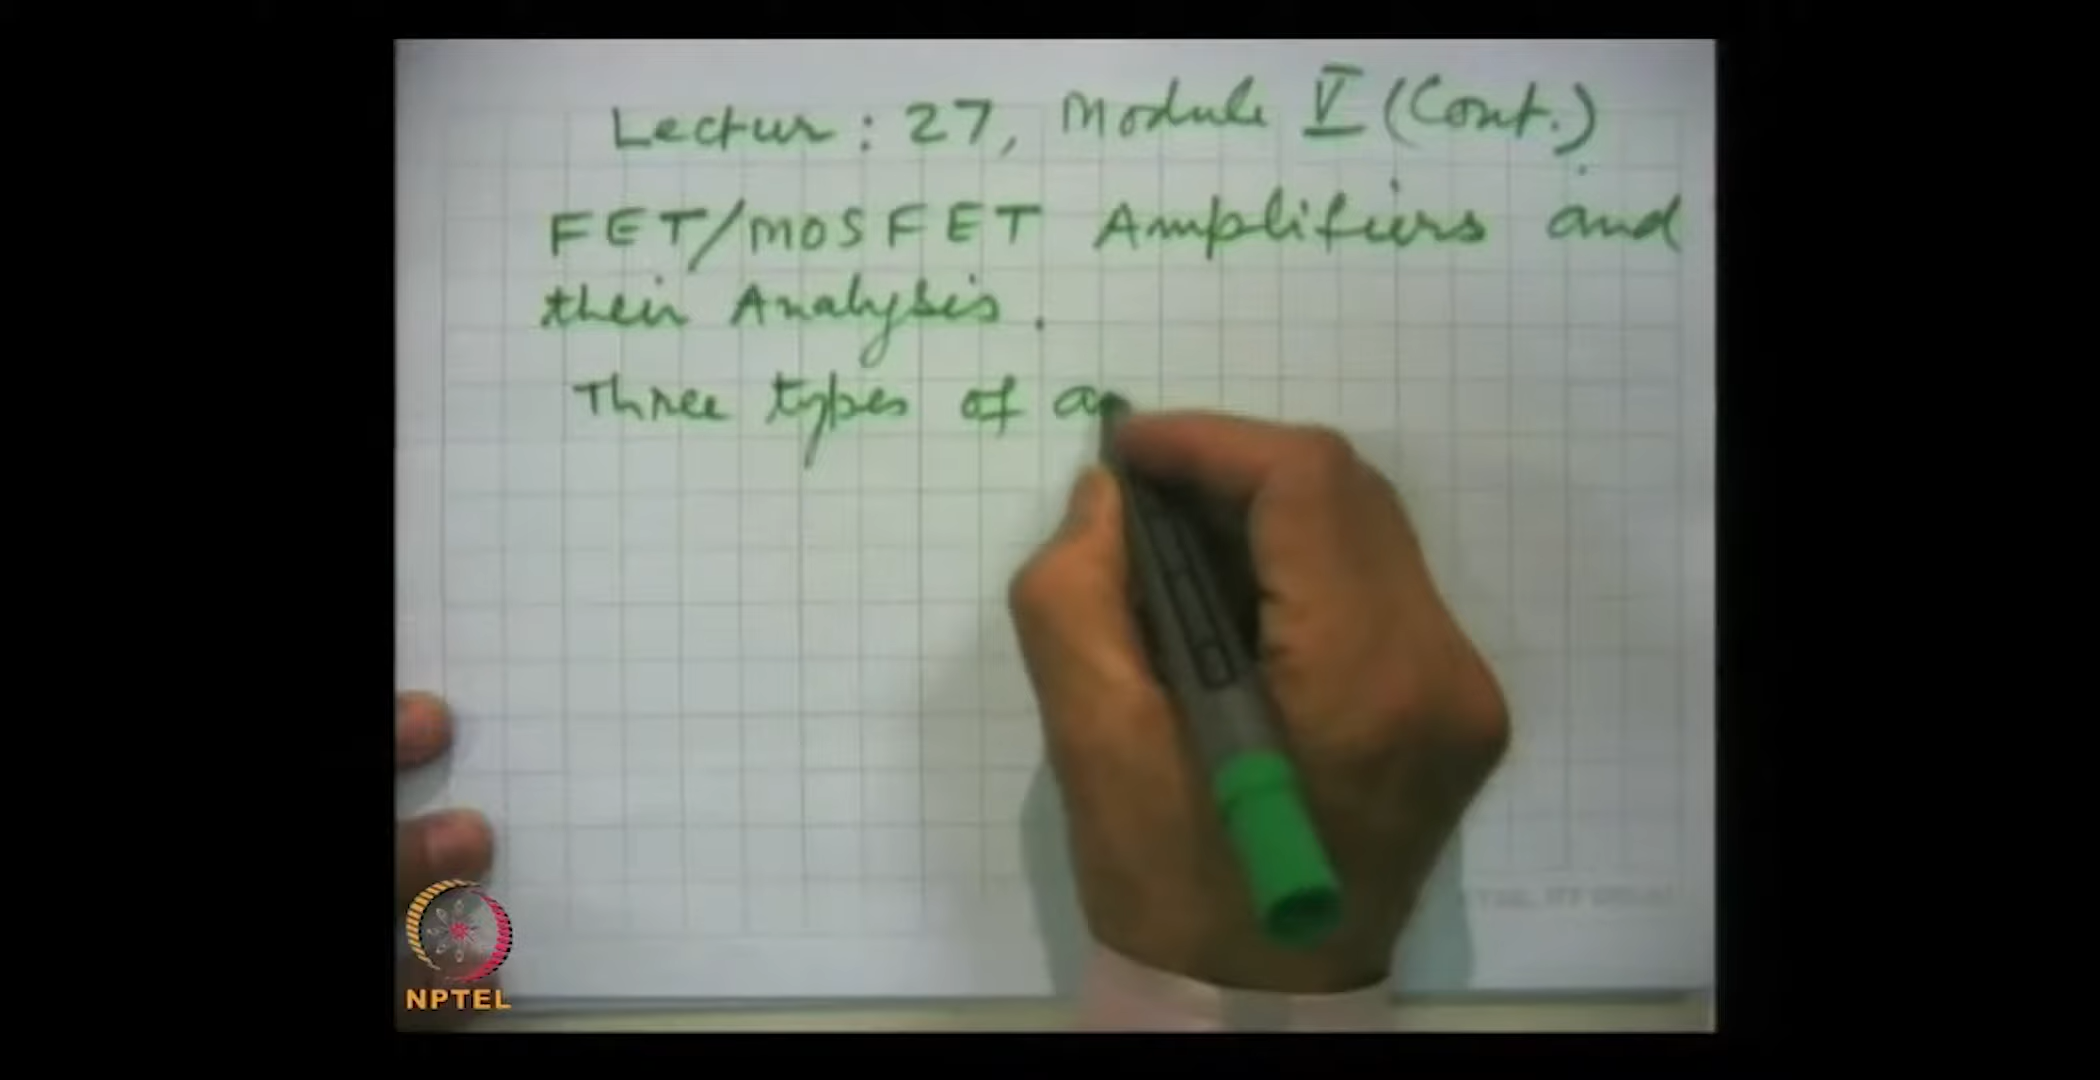 Lectur : 27, Module V (Cont.)
FET/MOSFET Amplifiers and
their Analysis.
Three types of a
NPTEL